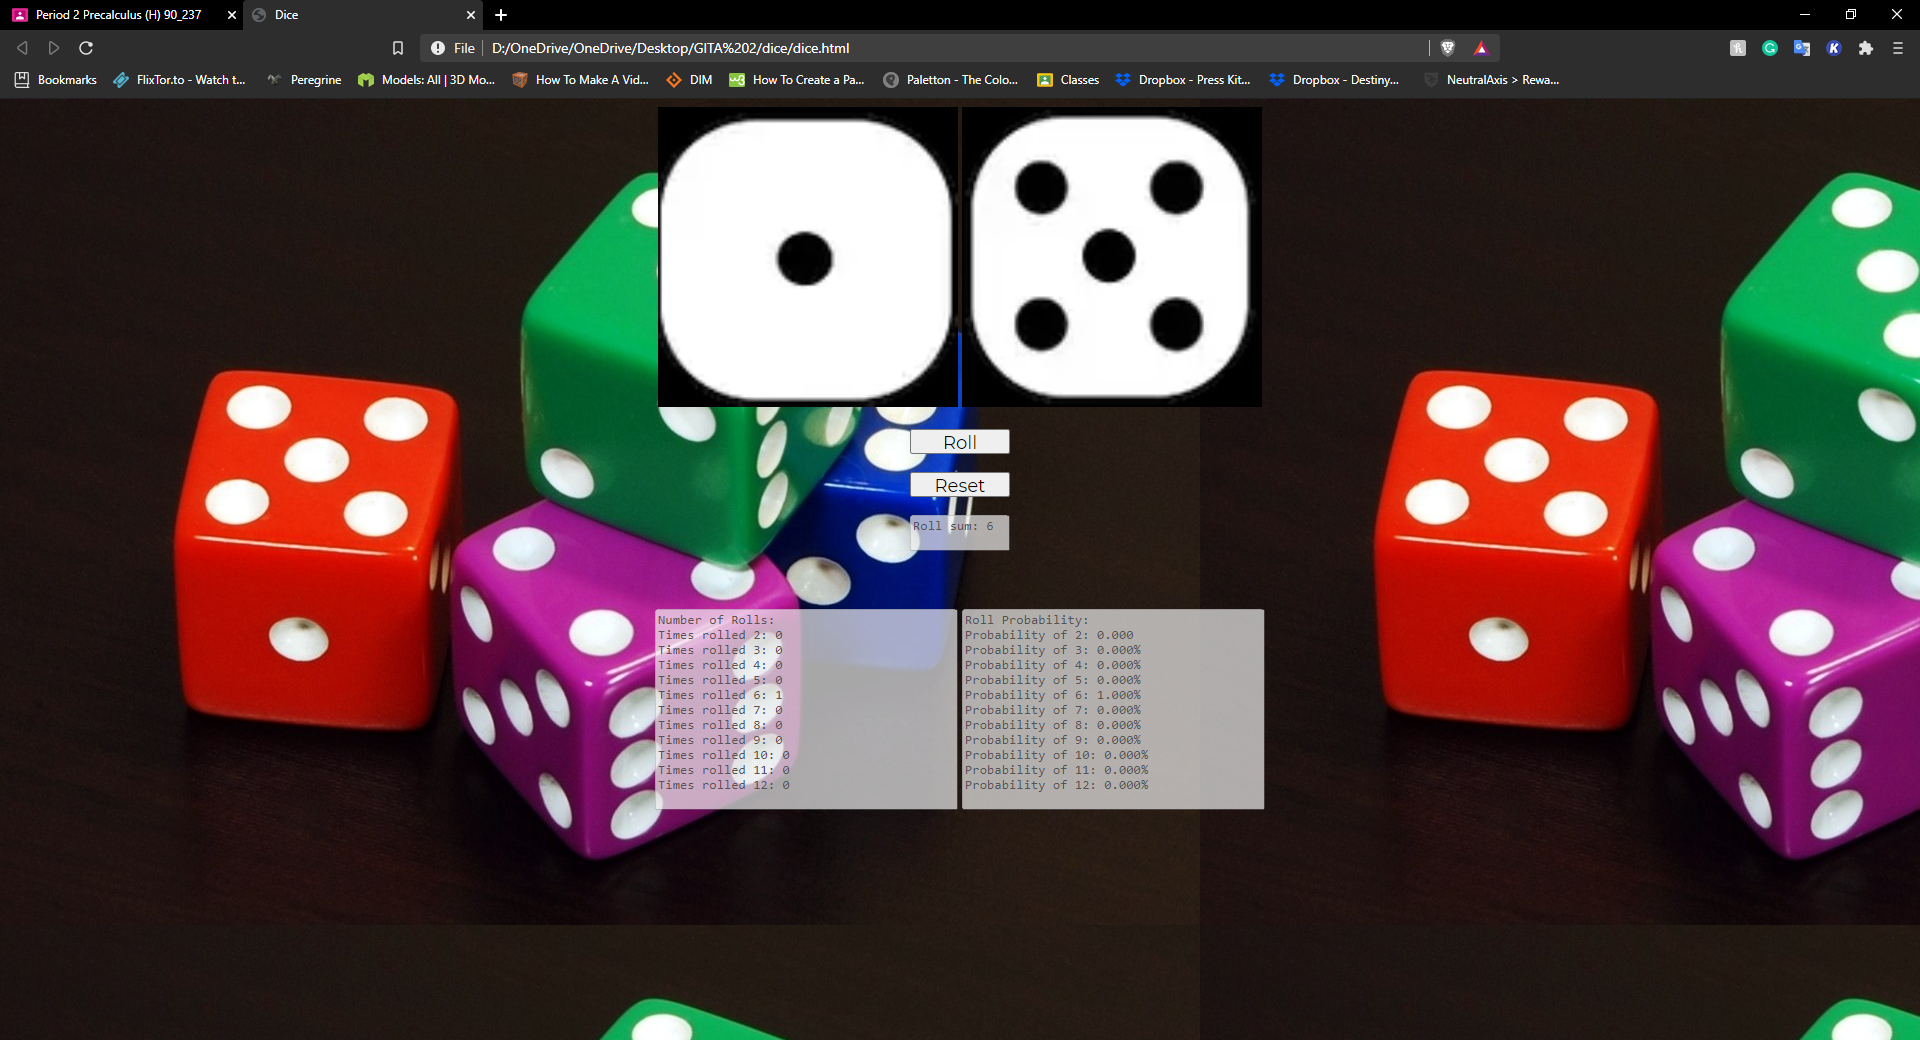 Period 2 Precalculus (H) 90_237
Dice
File D:/OneDrive/OneDrive/Desktop/GITA%202/dice/dice.html
Bookmarks FlixTor.to - Watch t... Peregrine Models: All | 3D Mo... How To Make A Vid... DIM How To Create a Pa... Paletton - The Colo... Classes Dropbox - Press Kit... Dropbox - Destiny... NeutralAxis > Rewa...
Roll
Reset
Roll sum: 6
Number of Rolls:
Times rolled 2: 0
Times rolled 3: 0
Times rolled 4: 0
Times rolled 5: 0
Times rolled 6: 1
Times rolled 7: 0
Times rolled 8: 0
Times rolled 9: 0
Times rolled 10: 0
Times rolled 11: 0
Times rolled 12: 0
Roll Probability:
Probability of 2: 0.000
Probability of 3: 0.000%
Probability of 4: 0.000%
Probability of 5: 0.000%
Probability of 6: 1.000%
Probability of 7: 0.000%
Probability of 8: 0.000%
Probability of 9: 0.000%
Probability of 10: 0.000%
Probability of 11: 0.000%
Probability of 12: 0.000%